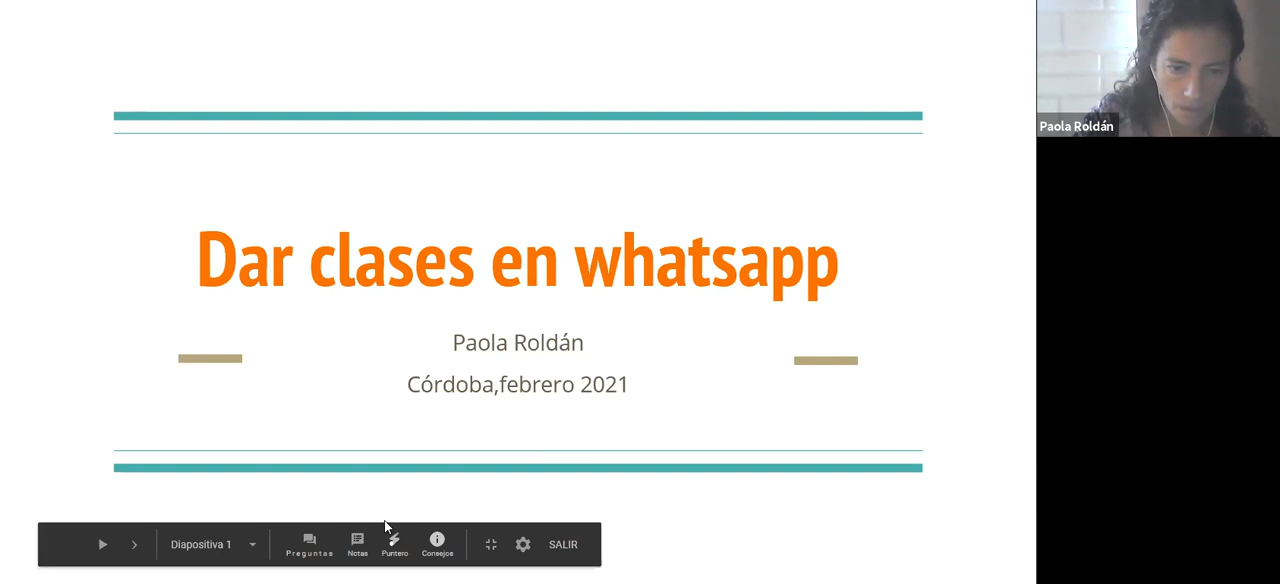 Dar clases en whatsapp
Paola Roldán
Córdoba,febrero 2021
Paola Roldán
Diapositiva 1
Preguntas
Notas
Puntero
Consejos
SALIR